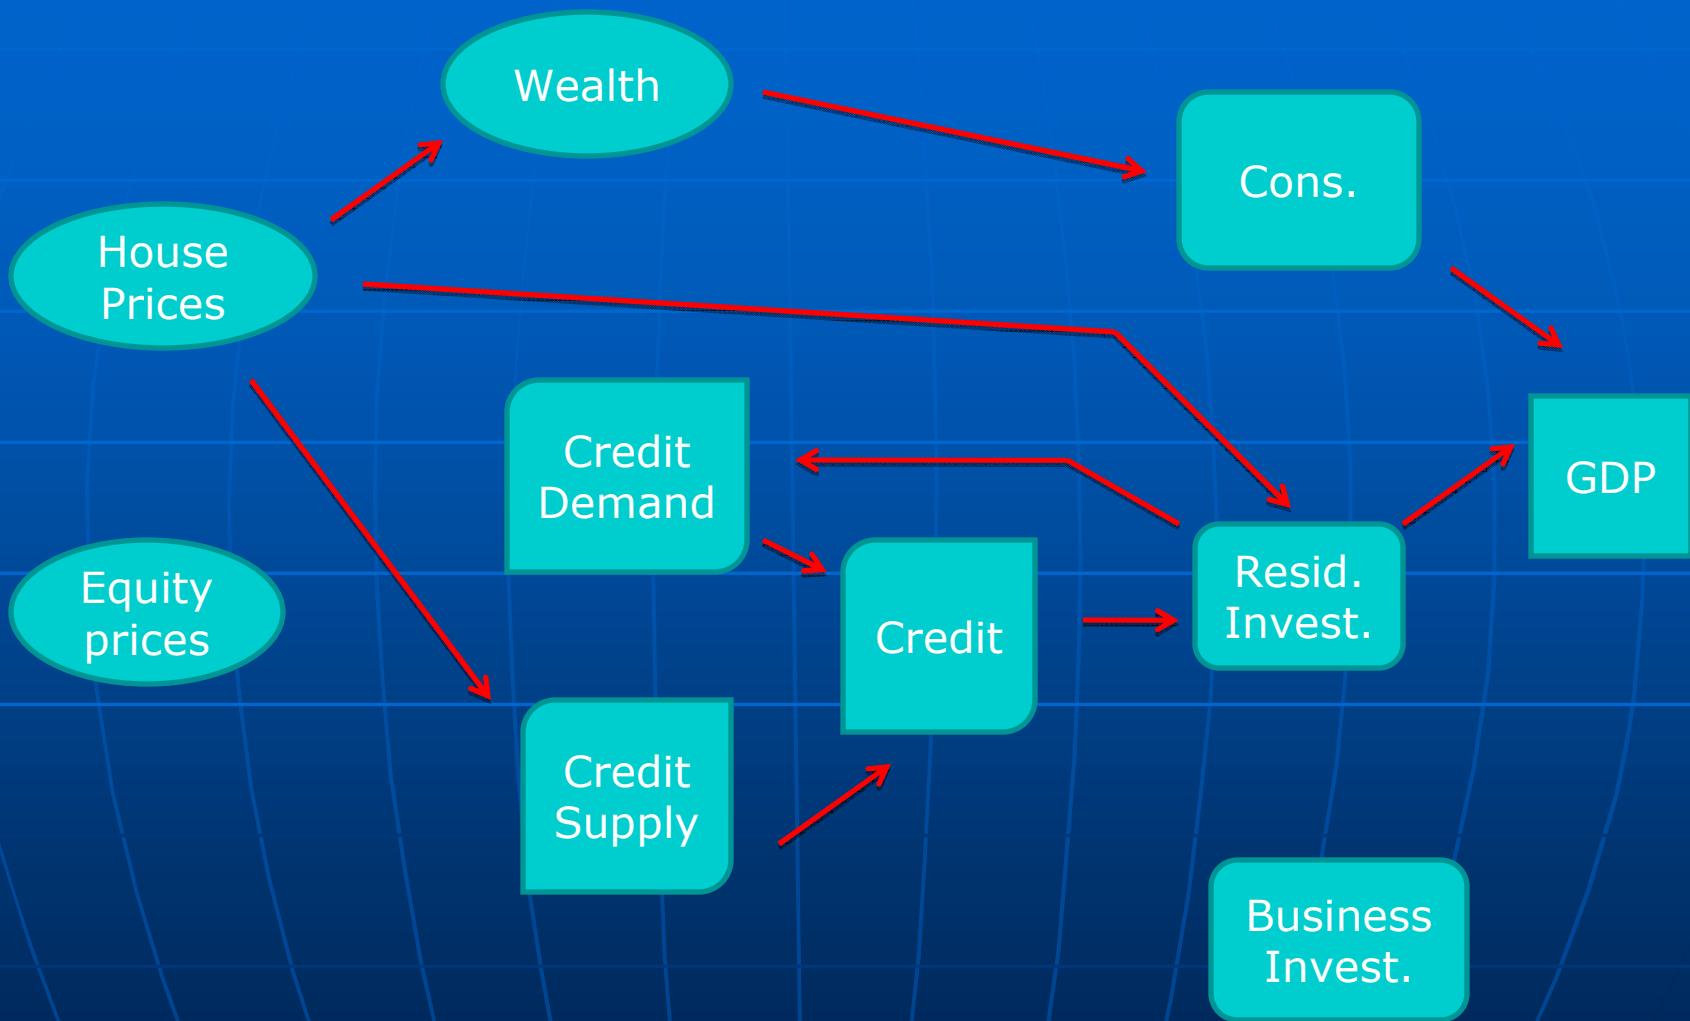 Wealth
Cons.
House
Prices
Credit
Demand
GDP
Equity
prices
Credit
Resid.
Invest.
Credit
Supply
Business
Invest.